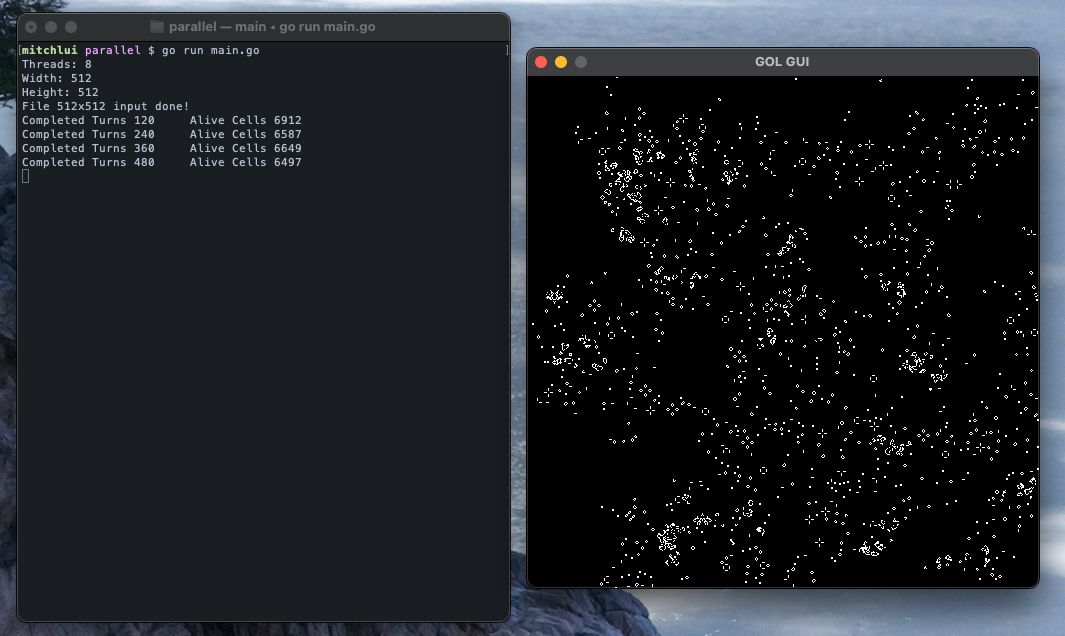 parallel — main ◂ go run main.go
[mitchlui parallel $ go run main.go ]
Threads: 8
Width: 512
Height: 512
File 512x512 input done!
Completed Turns 120     Alive Cells 6912
Completed Turns 240     Alive Cells 6587
Completed Turns 360     Alive Cells 6649
Completed Turns 480     Alive Cells 6497
GOL GUI